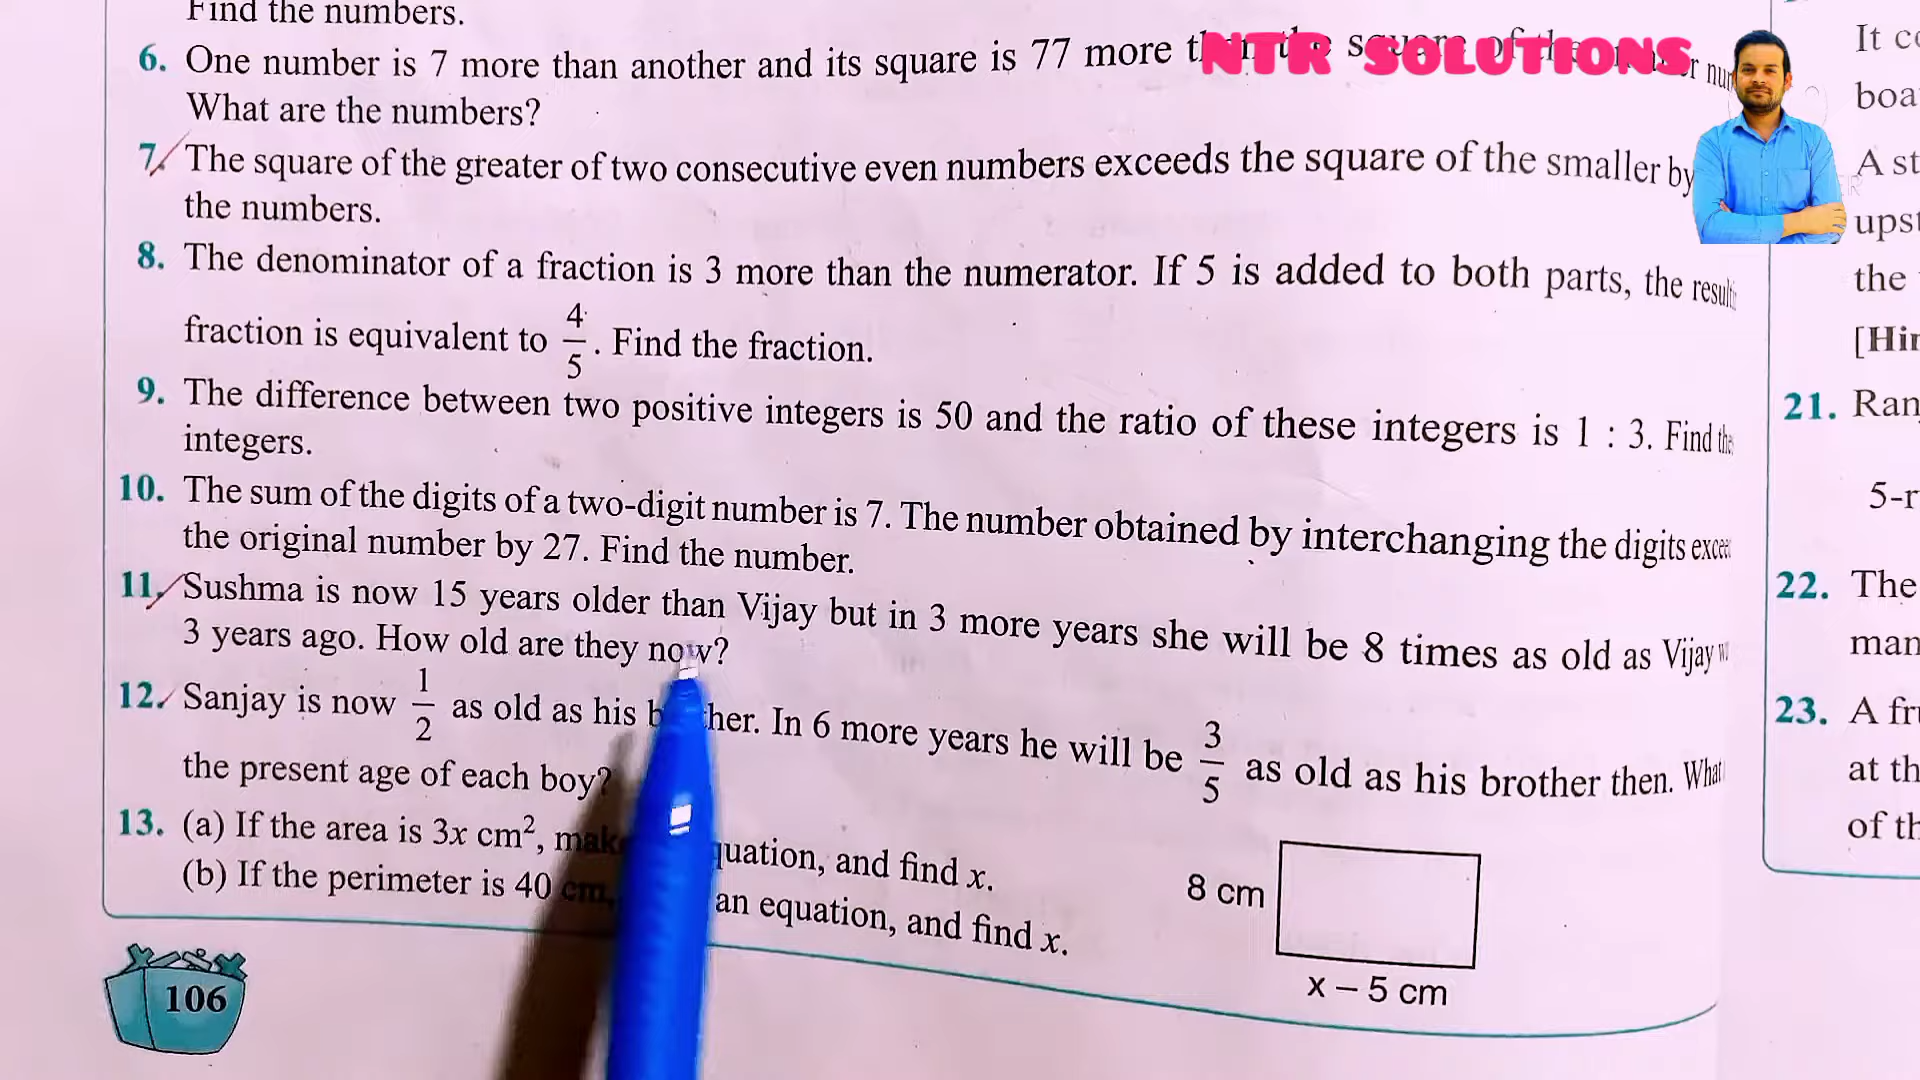 Find the numbers.
6. One number is 7 more than another and its square is 77 more
What are the numbers?
7. The square of the greater of two consecutive even numbers exceeds the square of the smaller by
the numbers.
8. The denominator of a fraction is 3 more than the numerator. If 5 is added to both parts, the
fraction is equivalent to 4/5. Find the fraction.
9. The difference between two positive integers is 50 and the ratio of these integers is 1 : 3. Find the
integers.
10. The sum of the digits of a two-digit number is 7. The number obtained by interchanging the digits
the original number by 27. Find the number.
11. Sushma is now 15 years older than Vijay but in 3 more years she will be 8 times as old as Vijay
3 years ago. How old are they now?
12. Sanjay is now 1/2 as old as his brother. In 6 more years he will be 3/5 as old as his brother then. What
the present age of each boy?
13. (a) If the area is 3x cm², make equation, and find x.
(b) If the perimeter is 40 cm, an equation, and find x.
8 cm
x – 5 cm
106
NTR SOLUTIONS
It
boa
A st
ups
the
[Hin
21. Ran
5-r
22. The
man
23. A fru
at th
of th